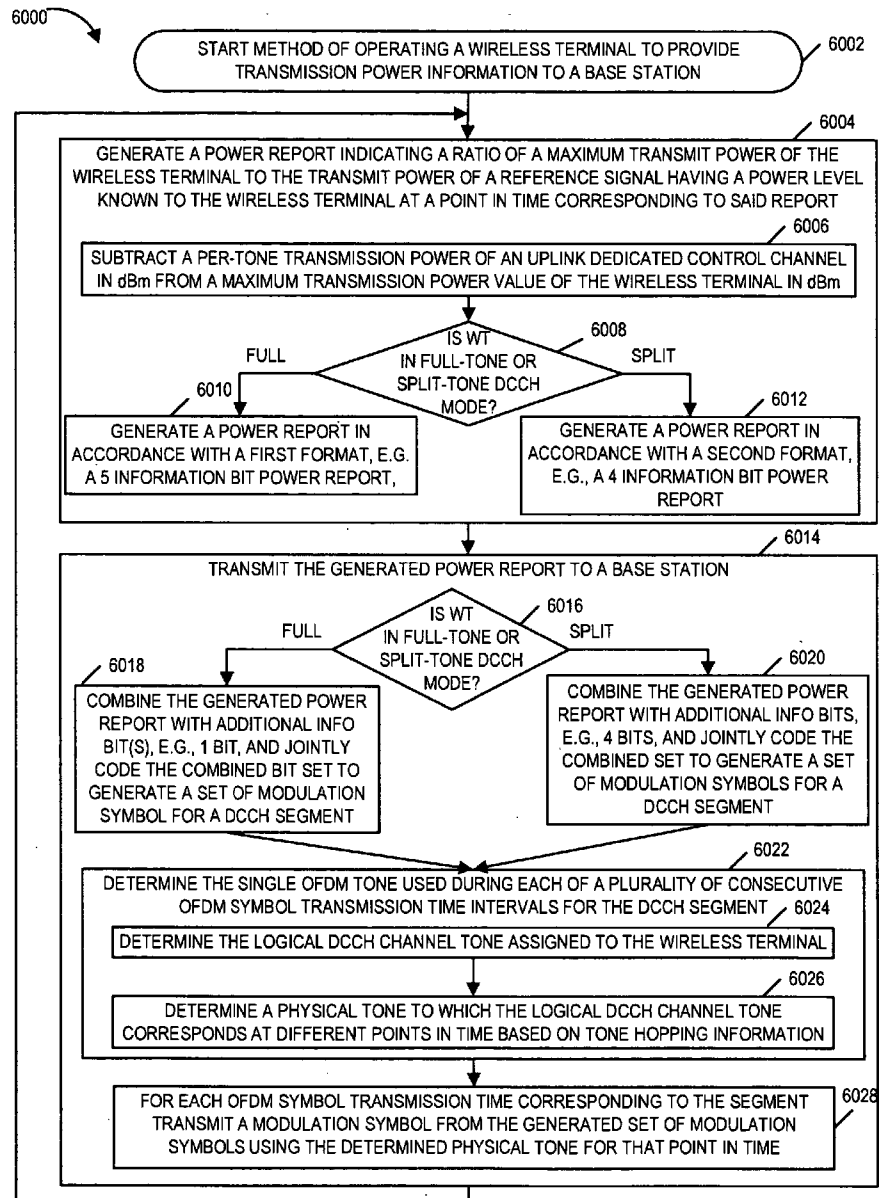 6000
START METHOD OF OPERATING A WIRELESS TERMINAL TO PROVIDE
TRANSMISSION POWER INFORMATION TO A BASE STATION
6002
6004
GENERATE A POWER REPORT INDICATING A RATIO OF A MAXIMUM TRANSMIT POWER OF THE
WIRELESS TERMINAL TO THE TRANSMIT POWER OF A REFERENCE SIGNAL HAVING A POWER LEVEL
KNOWN TO THE WIRELESS TERMINAL AT A POINT IN TIME CORRESPONDING TO SAID REPORT
6006
SUBTRACT A PER-TONE TRANSMISSION POWER OF AN UPLINK DEDICATED CONTROL CHANNEL
IN dBm FROM A MAXIMUM TRANSMISSION POWER VALUE OF THE WIRELESS TERMINAL IN dBm
6008
IS WT
IN FULL-TONE OR
SPLIT-TONE DCCH
MODE?
FULL
SPLIT
6010
GENERATE A POWER REPORT IN
ACCORDANCE WITH A FIRST FORMAT, E.G.
A 5 INFORMATION BIT POWER REPORT,
6012
GENERATE A POWER REPORT IN
ACCORDANCE WITH A SECOND FORMAT,
E.G., A 4 INFORMATION BIT POWER
REPORT
6014
TRANSMIT THE GENERATED POWER REPORT TO A BASE STATION
6016
IS WT
IN FULL-TONE OR
SPLIT-TONE DCCH
MODE?
FULL
SPLIT
6018
COMBINE THE GENERATED POWER
REPORT WITH ADDITIONAL INFO
BIT(S), E.G., 1 BIT, AND JOINTLY
CODE THE COMBINED BIT SET TO
GENERATE A SET OF MODULATION
SYMBOL FOR A DCCH SEGMENT
6020
COMBINE THE GENERATED POWER
REPORT WITH ADDITIONAL INFO BITS,
E.G., 4 BITS, AND JOINTLY CODE THE
COMBINED SET TO GENERATE A SET
OF MODULATION SYMBOLS FOR A
DCCH SEGMENT
6022
DETERMINE THE SINGLE OFDM TONE USED DURING EACH OF A PLURALITY OF CONSECUTIVE
OFDM SYMBOL TRANSMISSION TIME INTERVALS FOR THE DCCH SEGMENT
6024
DETERMINE THE LOGICAL DCCH CHANNEL TONE ASSIGNED TO THE WIRELESS TERMINAL
6026
DETERMINE A PHYSICAL TONE TO WHICH THE LOGICAL DCCH CHANNEL TONE
CORRESPONDS AT DIFFERENT POINTS IN TIME BASED ON TONE HOPPING INFORMATION
6028
FOR EACH OFDM SYMBOL TRANSMISSION TIME CORRESPONDING TO THE SEGMENT
TRANSMIT A MODULATION SYMBOL FROM THE GENERATED SET OF MODULATION
SYMBOLS USING THE DETERMINED PHYSICAL TONE FOR THAT POINT IN TIME